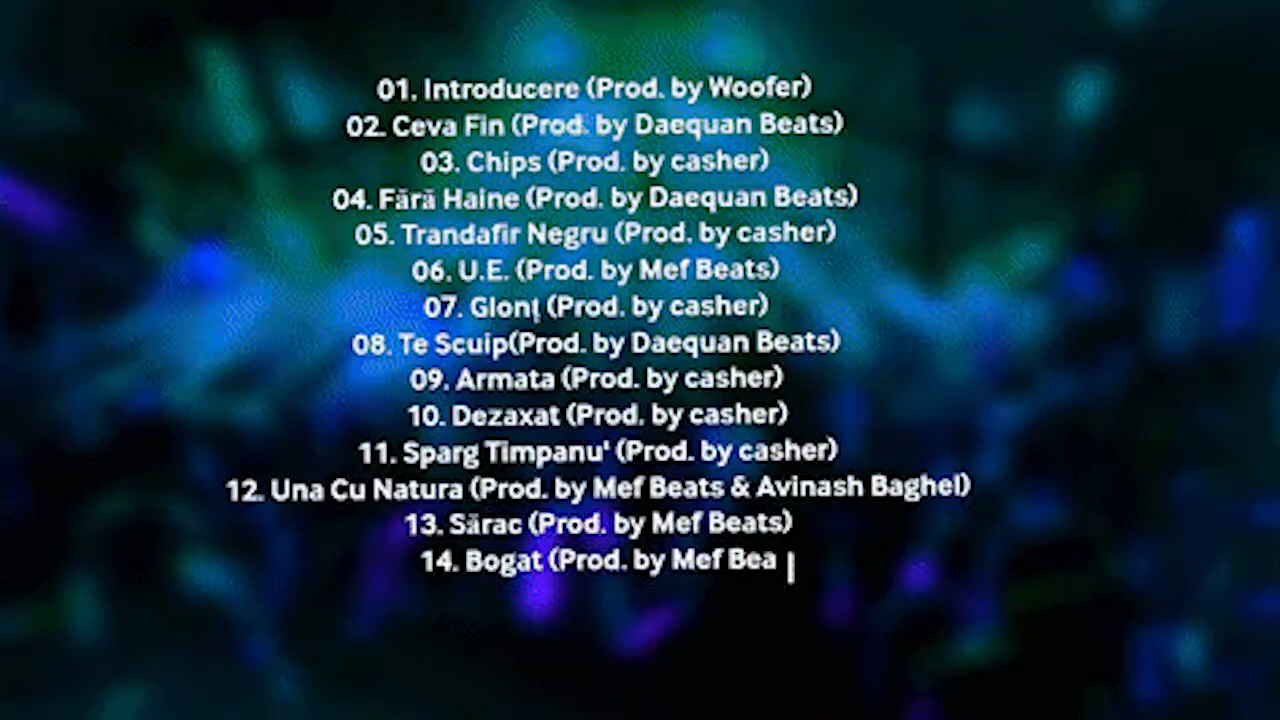 01. Introducere (Prod. by Woofer)
02. Ceva Fin (Prod. by Daequan Beats)
03. Chips (Prod. by casher)
04. Fără Haine (Prod. by Daequan Beats)
05. Trandafir Negru (Prod. by casher)
06. U.E. (Prod. by Mef Beats)
07. Glonț (Prod. by casher)
08. Te Scuip(Prod. by Daequan Beats)
09. Armata (Prod. by casher)
10. Dezaxat (Prod. by casher)
11. Sparg Timpanu' (Prod. by casher)
12. Una Cu Natura (Prod. by Mef Beats & Avinash Baghel)
13. Sărac (Prod. by Mef Beats)
14. Bogat (Prod. by Mef Bea